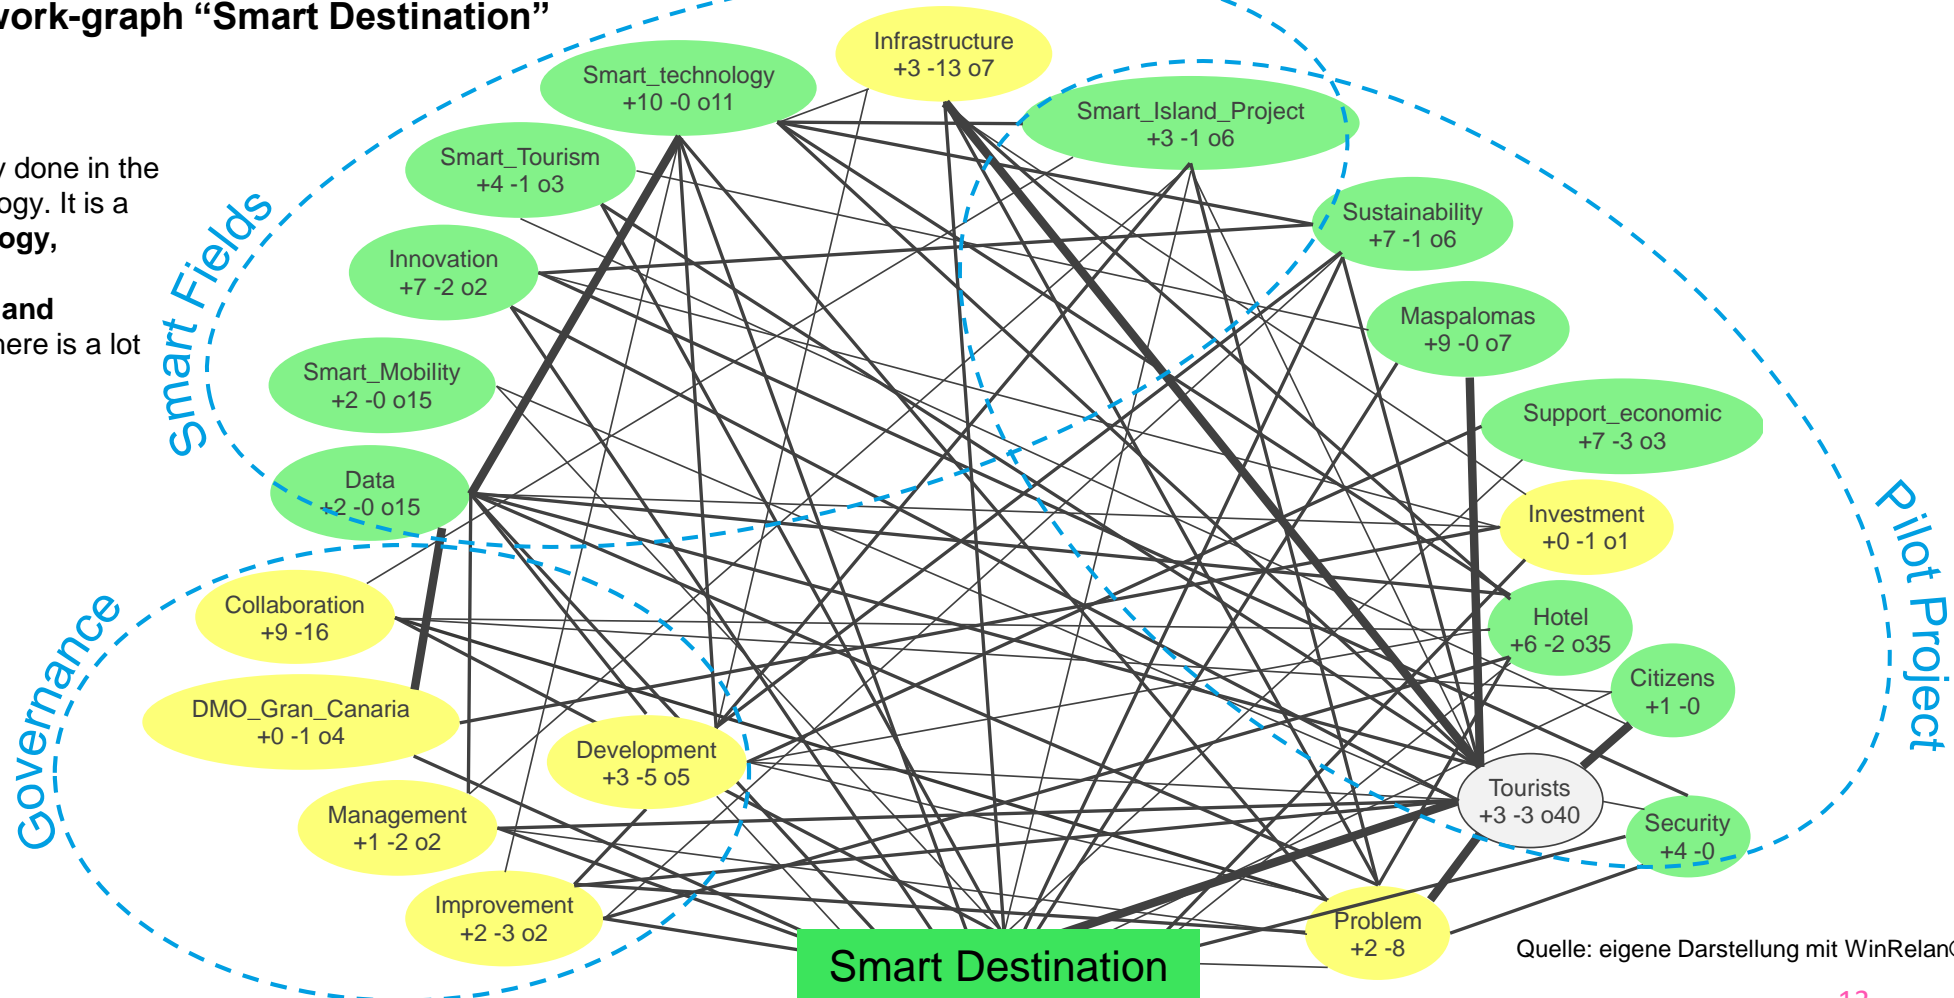 work-graph “Smart Destination”
y done in the
ogy. It is a
ogy,
and
here is a lot
Smart Fields
Governance
Pilot Project
Infrastructure
+3 -13 o7
Smart_technology
+10 -0 o11
Smart_Island_Project
+3 -1 o6
Smart_Tourism
+4 -1 o3
Sustainability
+7 -1 o6
Innovation
+7 -2 o2
Maspalomas
+9 -0 o7
Smart_Mobility
+2 -0 o15
Support_economic
+7 -3 o3
Data
+2 -0 o15
Investment
+0 -1 o1
Collaboration
+9 -16
Hotel
+6 -2 o35
Citizens
+1 -0
DMO_Gran_Canaria
+0 -1 o4
Development
+3 -5 o5
Tourists
+3 -3 o40
Management
+1 -2 o2
Security
+4 -0
Improvement
+2 -3 o2
Problem
+2 -8
Smart Destination
Quelle: eigene Darstellung mit WinRelan©